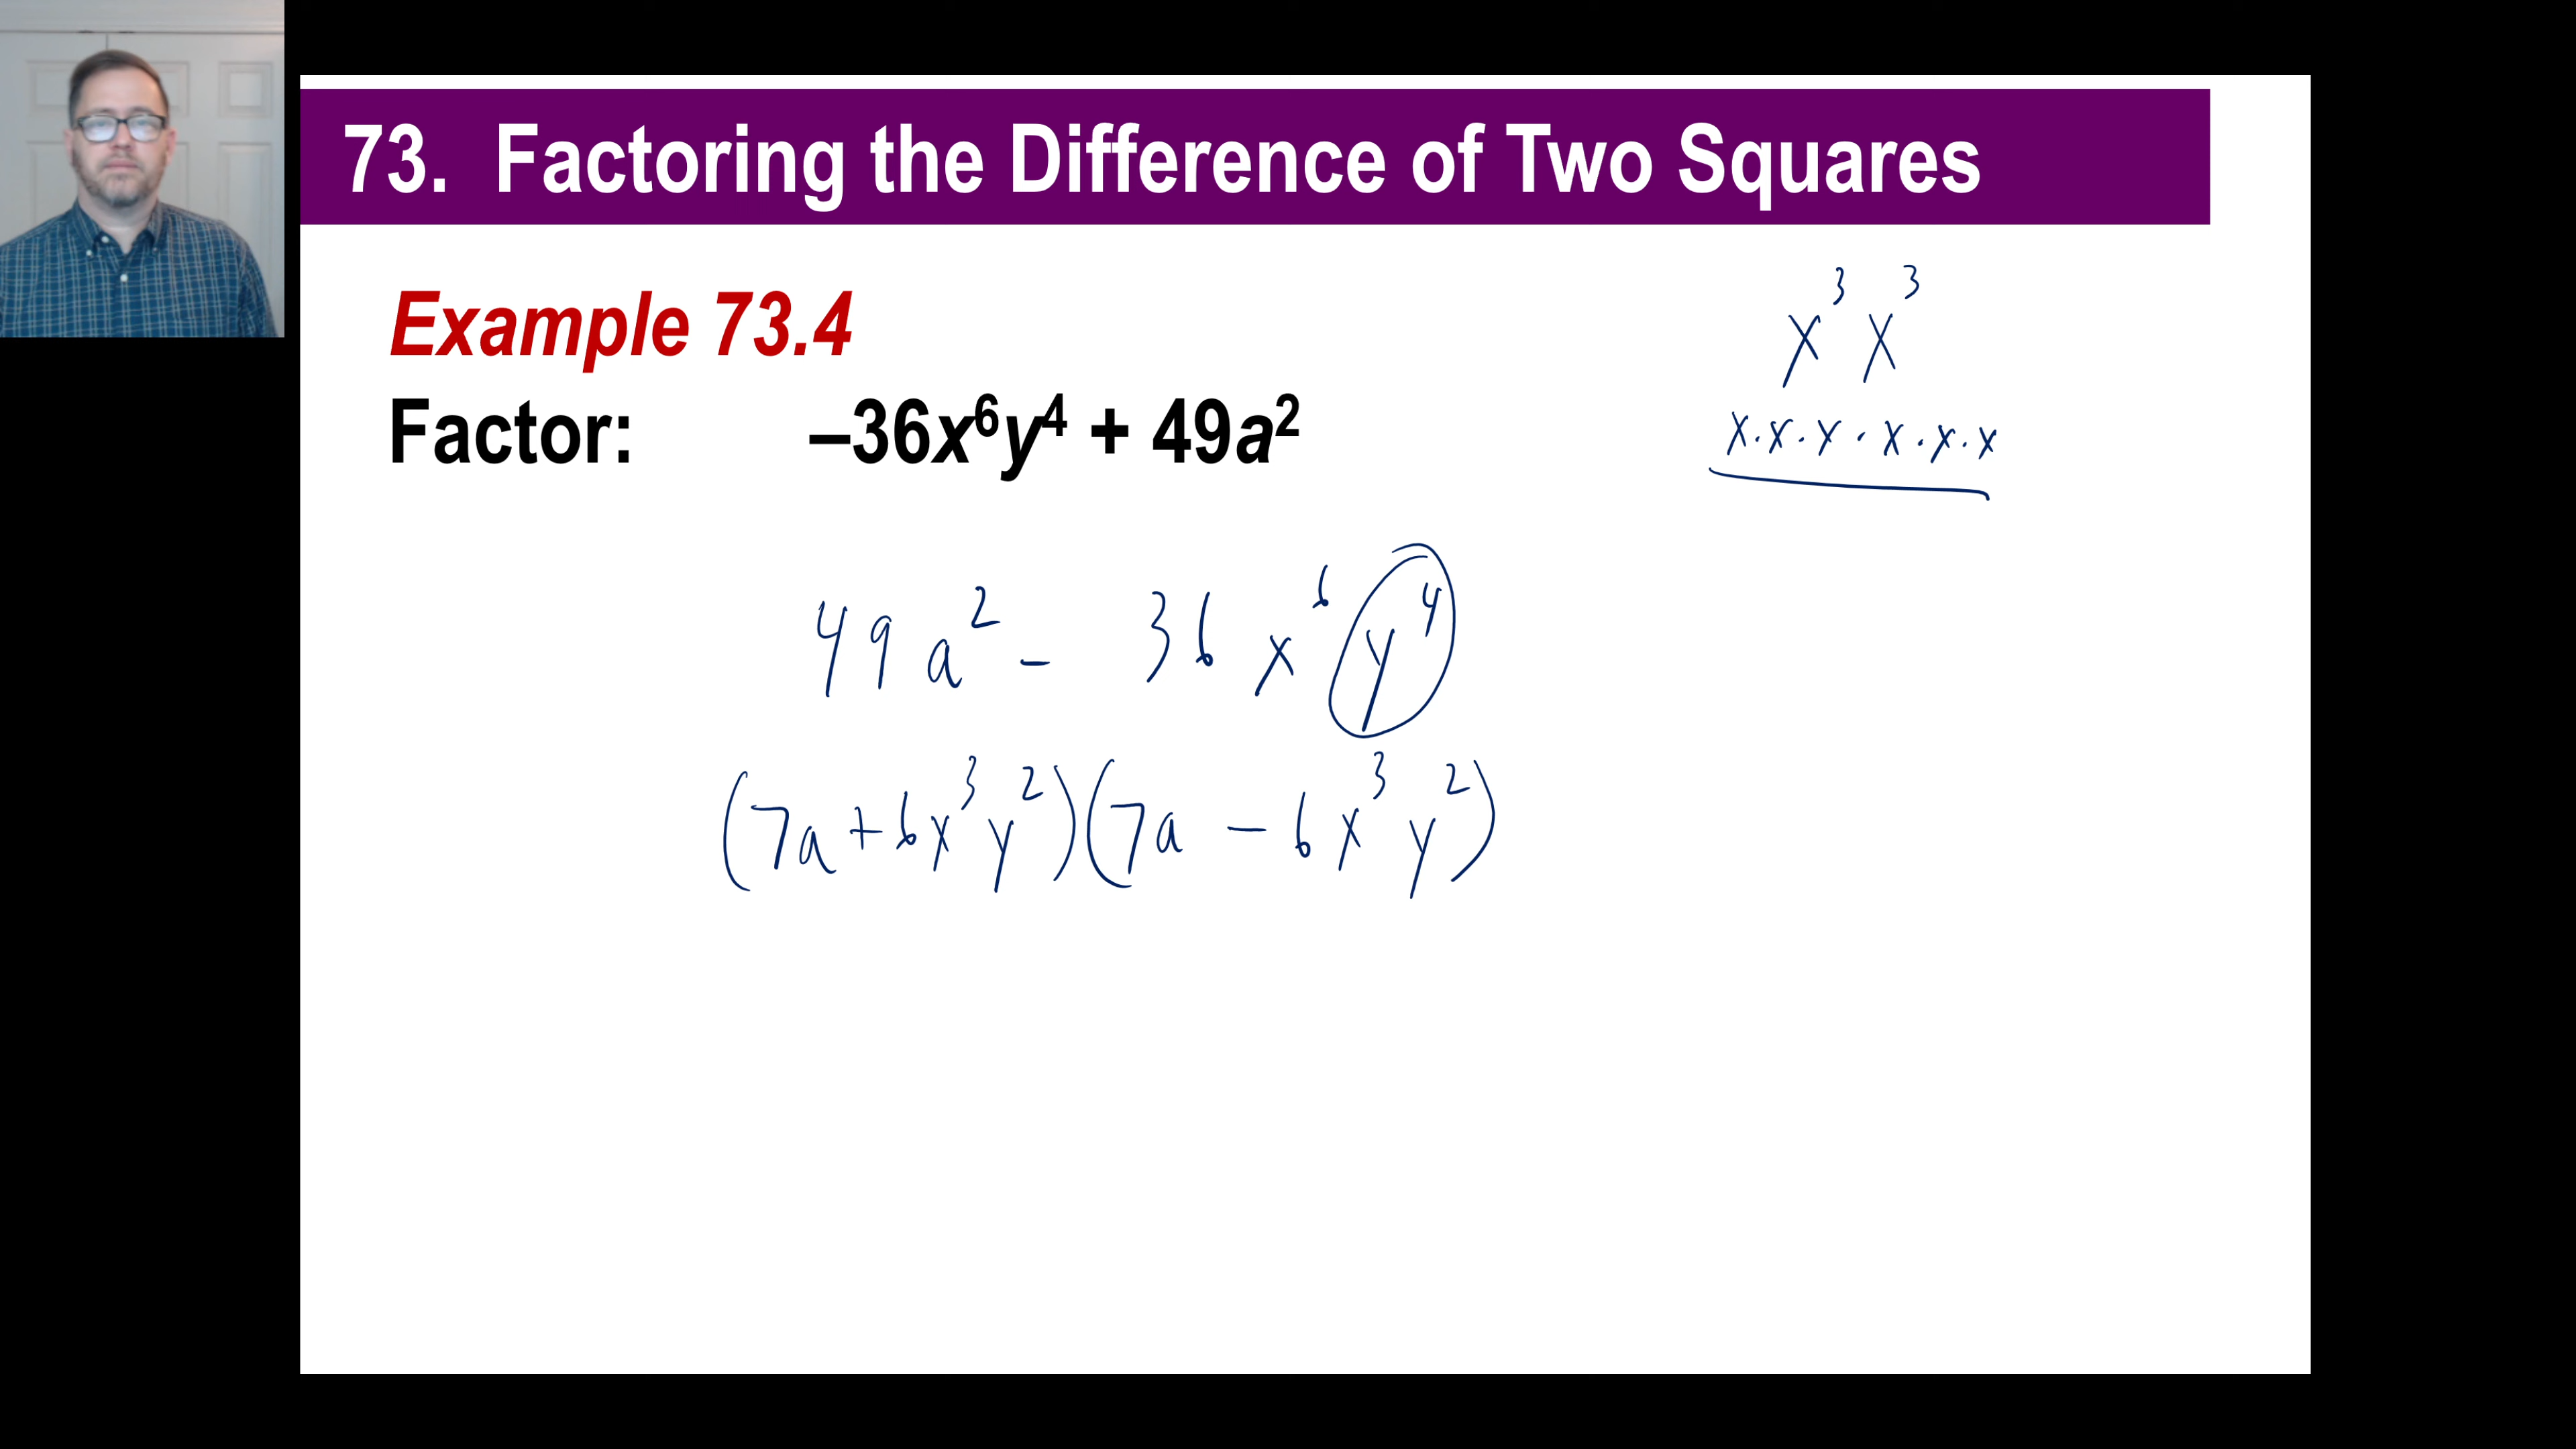 73. Factoring the Difference of Two Squares
Example 73.4
Factor: –36x⁶y⁴ + 49a²
x³ x³
x·x·x·x·x·x
49a² - 36x⁶y⁴
(7a+6x³y²)(7a - 6x³y²)